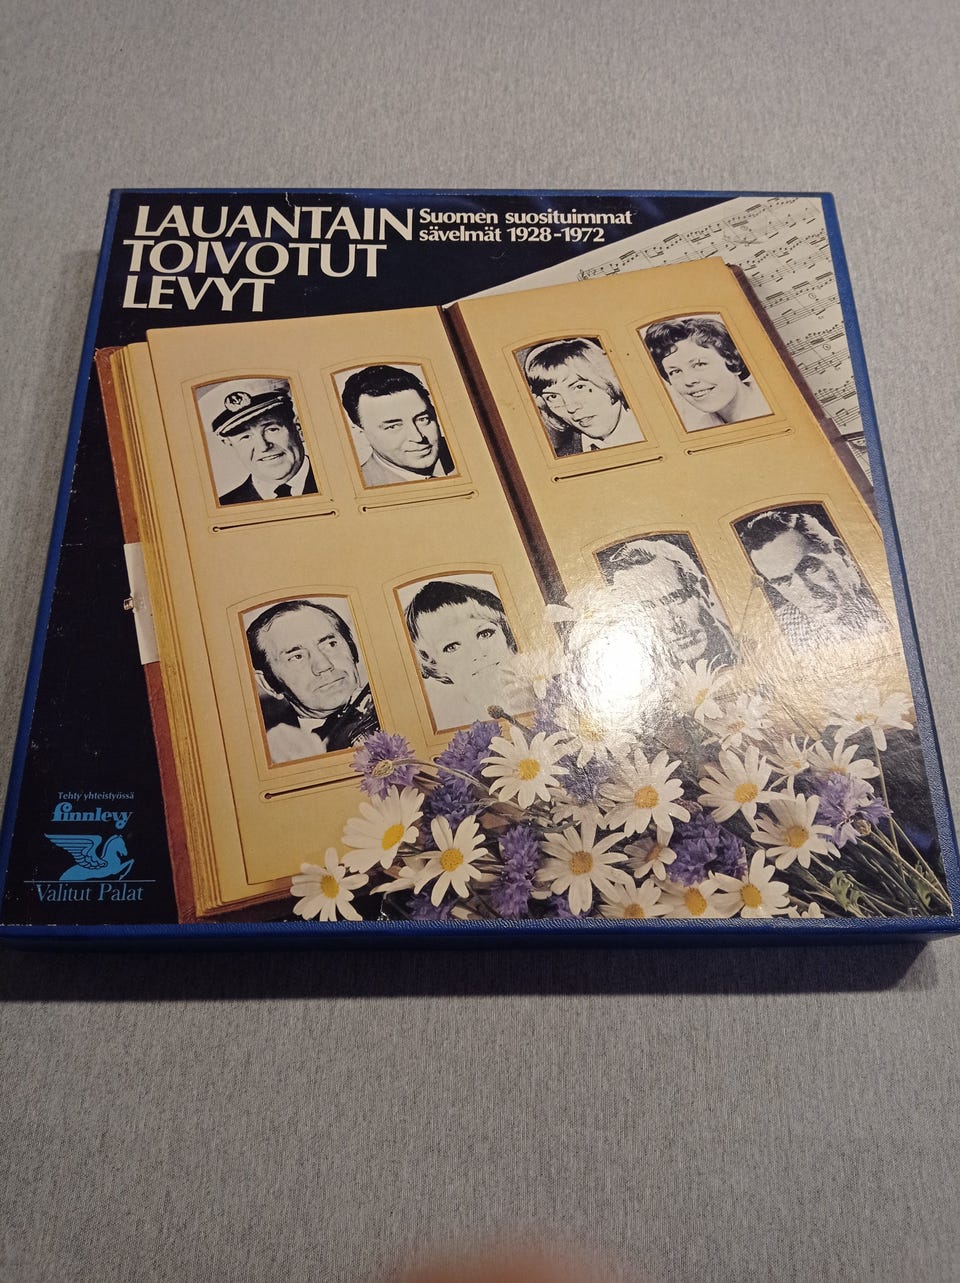 LAUANTAIN
TOIVOTUT
LEVYT
Suomen suosituimmat
sävelmät 1928-1972
Tehty yhteistyössä
finnlevy
Valitut Palat